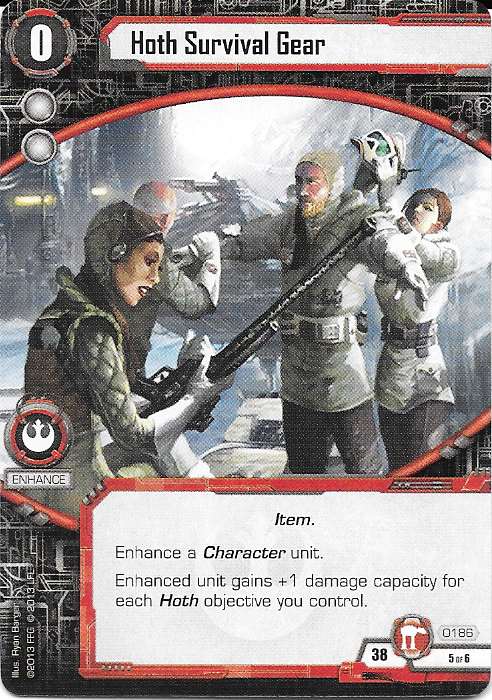 0
Hoth Survival Gear
ENHANCE
Item.
Enhance a Character unit.
Enhanced unit gains +1 damage capacity for
each Hoth objective you control.
0186
38
5 OF 6
Illus. Ryan Barger
©2013 FFG © 2013 LFL